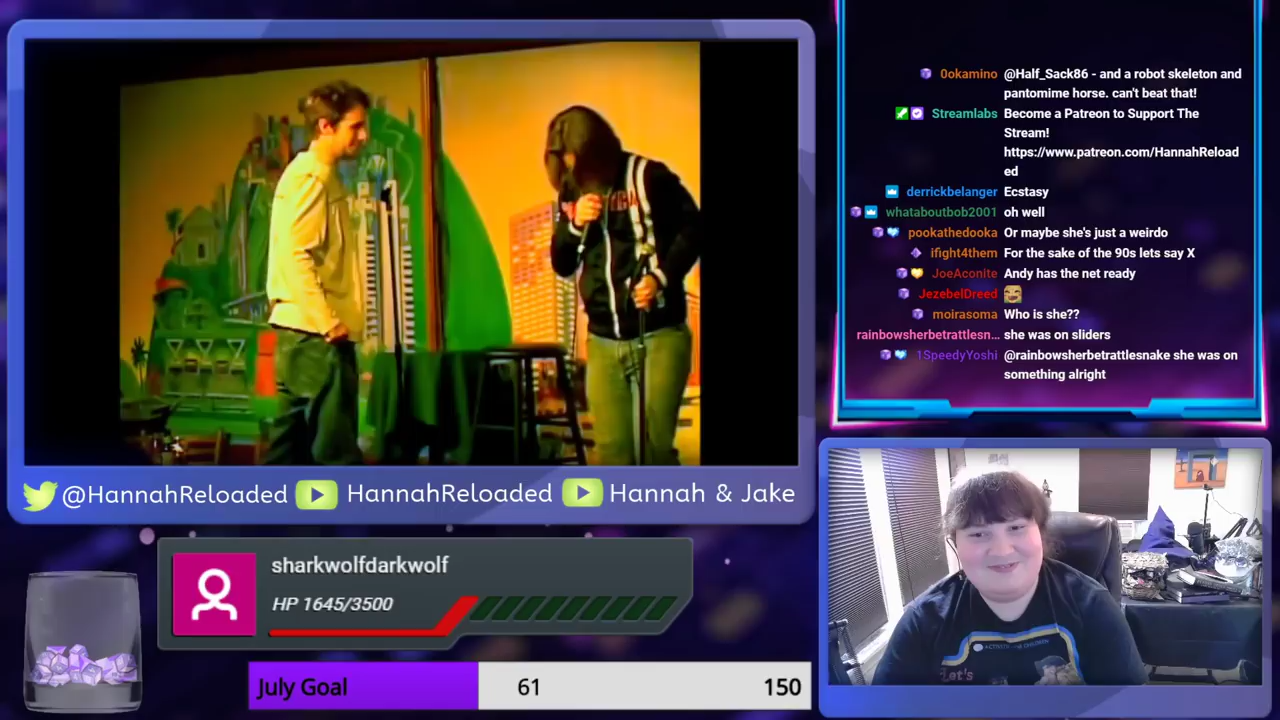 @HannahReloaded HannahReloaded Hannah & Jake
sharkwolfdarkwolf
HP 1645/3500
July Goal 61 150
0okamino @Half_Sack86 - and a robot skeleton and
pantomime horse. can't beat that!
Streamlabs Become a Patreon to Support The
Stream!
https://www.patreon.com/HannahReload
ed
derrickbelanger Ecstasy
whataboutbob2001 oh well
pookathedooka Or maybe she's just a weirdo
ifight4them For the sake of the 90s lets say X
JoeAconite Andy has the net ready
JezebelDreed
moirasoma Who is she??
rainbowsherbetrattlesn... she was on sliders
1SpeedyYoshi @rainbowsherbetrattlesnake she was on
something alright
Let's